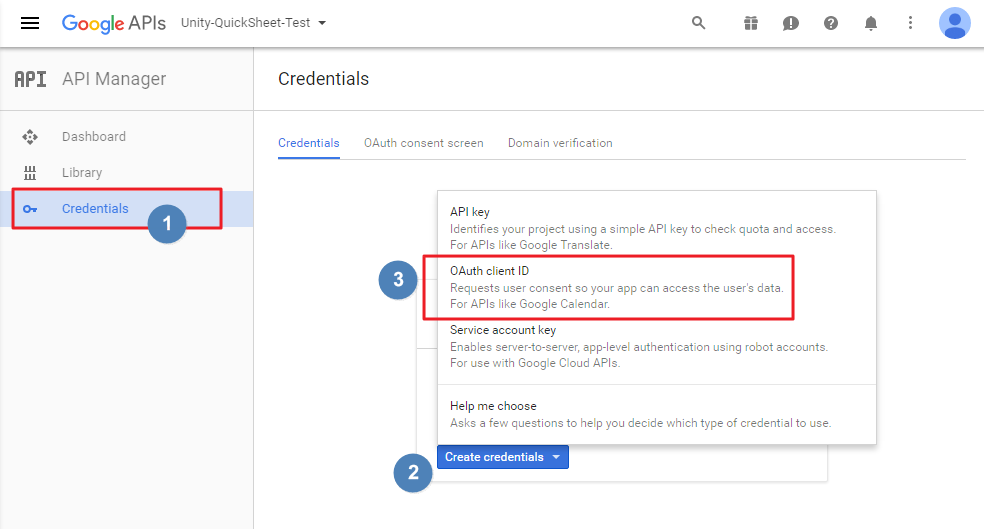 Google APIs Unity-QuickSheet-Test
API API Manager
Credentials
Dashboard
Library
Credentials
1
Credentials OAuth consent screen Domain verification
API key
Identifies your project using a simple API key to check quota and access.
For APIs like Google Translate.
3
OAuth client ID
Requests user consent so your app can access the user's data.
For APIs like Google Calendar.
Service account key
Enables server-to-server, app-level authentication using robot accounts.
For use with Google Cloud APIs.
Help me choose
Asks a few questions to help you decide which type of credential to use.
2
Create credentials